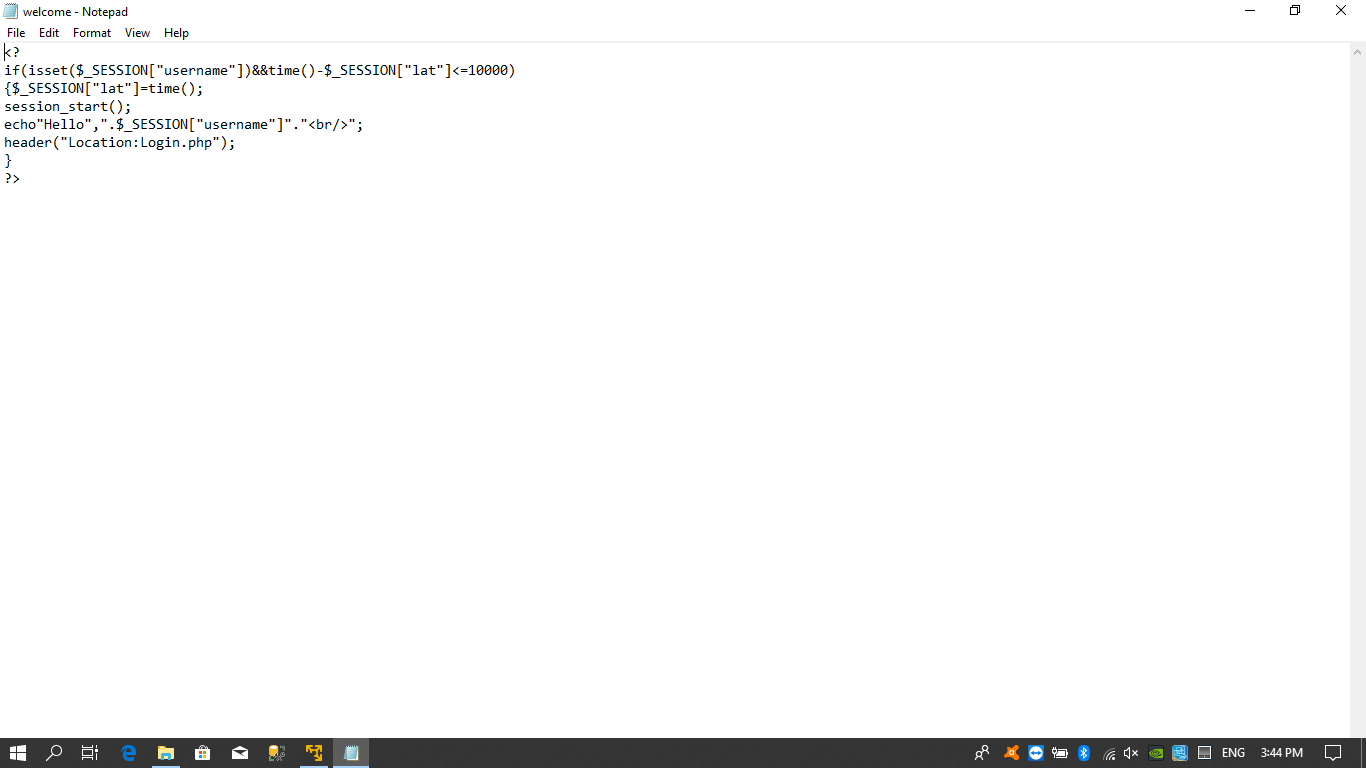 welcome - Notepad
File Edit Format View Help
<?
if(isset($_SESSION["username"])&&time()-$_SESSION["lat"]<=10000)
{$_SESSION["lat"]=time();
session_start();
echo"Hello",".$_SESSION["username"]"."<br/>";
header("Location:Login.php");
}
?>
ENG 3:44 PM